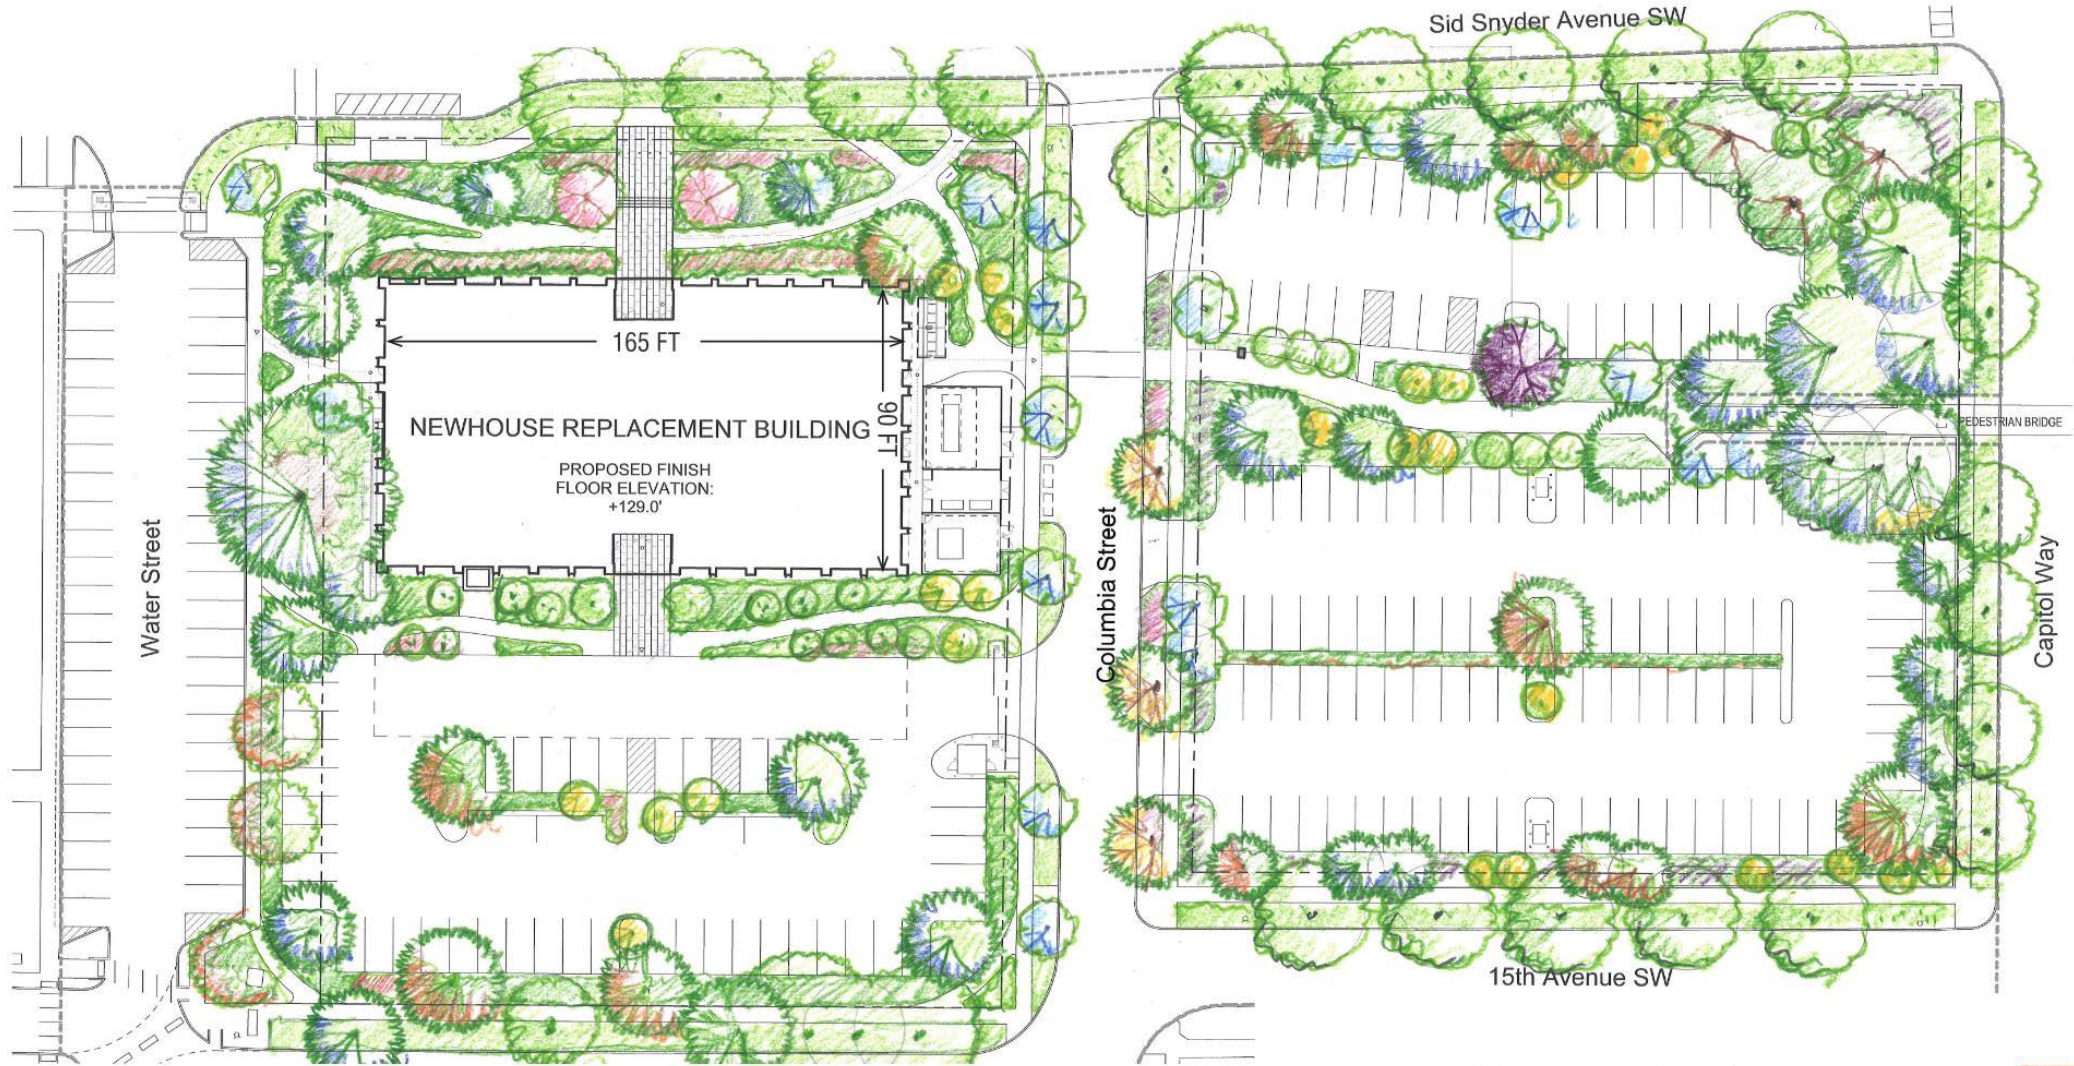 Sid Snyder Avenue SW
165 FT
90 FT
NEWHOUSE REPLACEMENT BUILDING
PROPOSED FINISH
FLOOR ELEVATION:
+129.0'
PEDESTRIAN BRIDGE
Water Street
Columbia Street
Capitol Way
15th Avenue SW